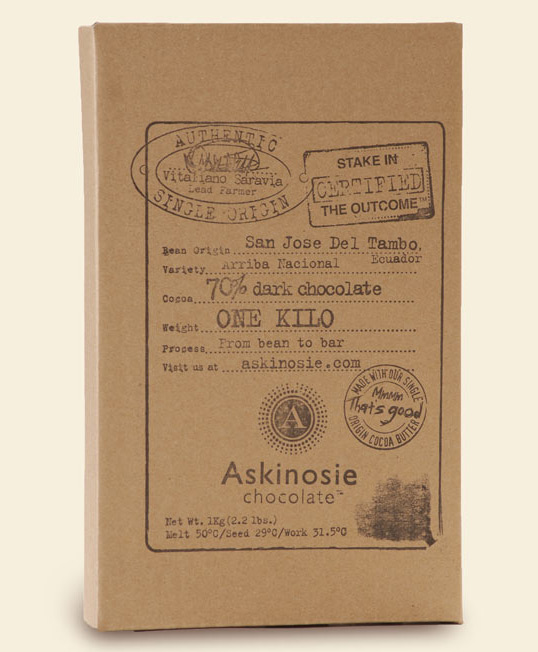 AUTHENTIC
Vitaliano Saravia
Lead Farmer
SINGLE ORIGIN
STAKE IN
CERTIFIED
THE OUTCOME™
Bean Origin San Jose Del Tambo,
Ecuador
Variety Arriba Nacional
Cocoa 70% dark chocolate
Weight ONE KILO
Process From bean to bar
Visit us at askinosie.com
A
MADE WITH OUR SINGLE
Mmmm
That's good
ORIGIN COCOA BUTTER
Askinosie
chocolate™
Net Wt. 1Kg(2.2 lbs.)
Melt 50°C/Seed 29°C/Work 31.5°C